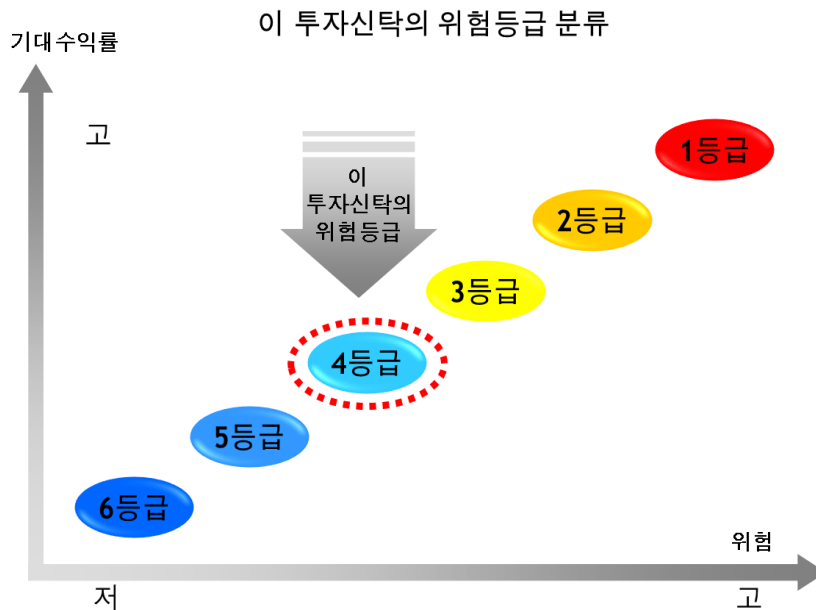 이 투자신탁의 위험등급 분류
기대수익률
고
이
투자신탁의
위험등급
1등급
2등급
3등급
4등급
5등급
6등급
위험
저
고